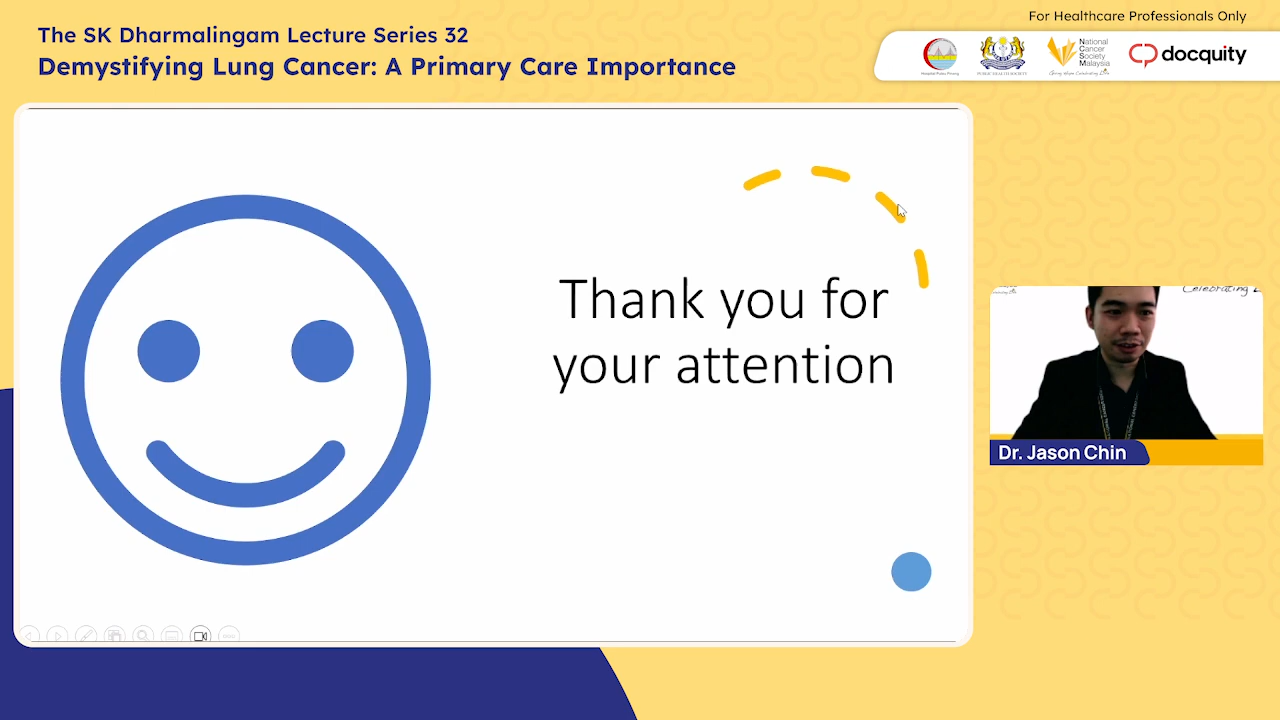 For Healthcare Professionals Only
The SK Dharmalingam Lecture Series 32
Demystifying Lung Cancer: A Primary Care Importance
National
Cancer
Society
Malaysia
docquity
Thank you for
your attention
Celebrating
Dr. Jason Chin